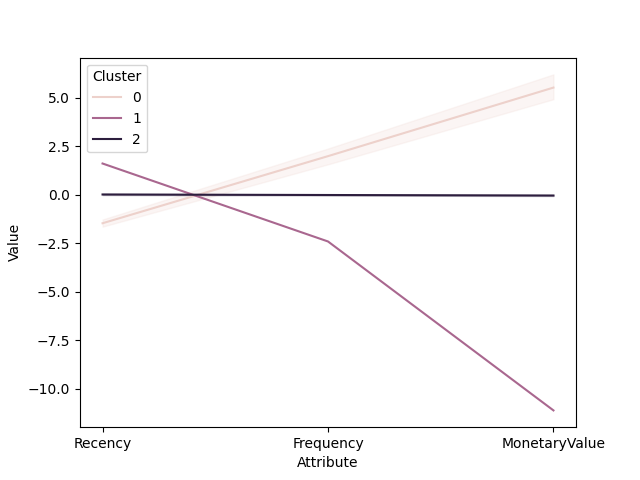 Cluster
0
1
2
5.0
2.5
0.0
−2.5
−5.0
−7.5
−10.0
Value
Recency
Frequency
MonetaryValue
Attribute